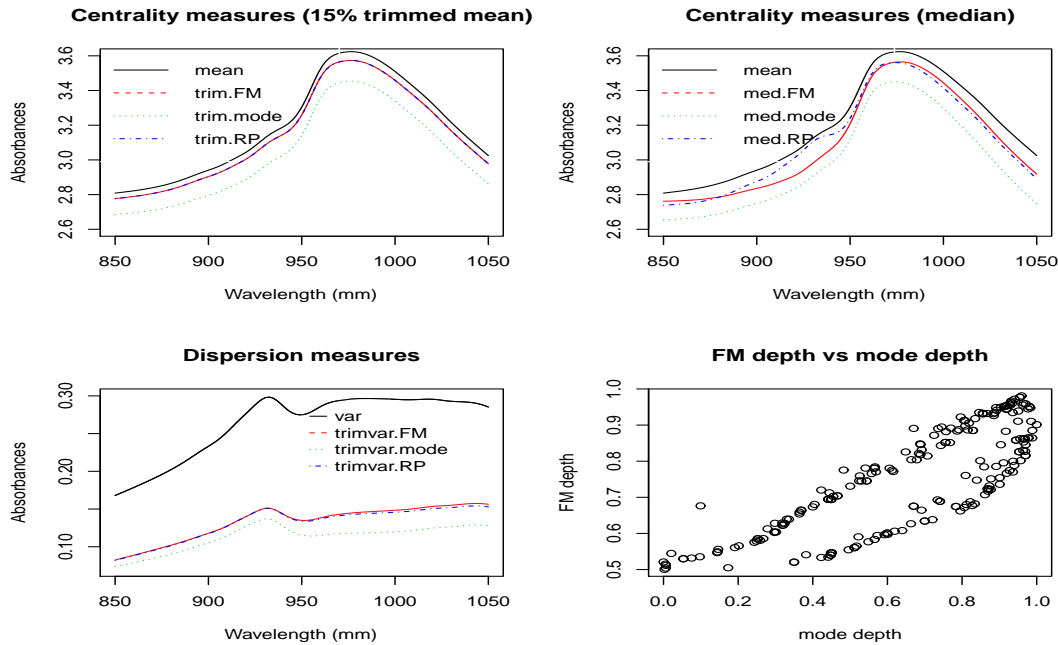 Centrality measures (15% trimmed mean)
Absorbances
3.6
3.4
3.2
3.0
2.8
2.6
mean
trim.FM
trim.mode
trim.RP
850
900
950
1000
1050
Wavelength (mm)
Centrality measures (median)
Absorbances
3.6
3.4
3.2
3.0
2.8
2.6
mean
med.FM
med.mode
med.RP
850
900
950
1000
1050
Wavelength (mm)
Dispersion measures
Absorbances
0.30
0.20
0.10
var
trimvar.FM
trimvar.mode
trimvar.RP
850
900
950
1000
1050
Wavelength (mm)
FM depth vs mode depth
FM depth
1.0
0.9
0.8
0.7
0.6
0.5
0.0
0.2
0.4
0.6
0.8
1.0
mode depth